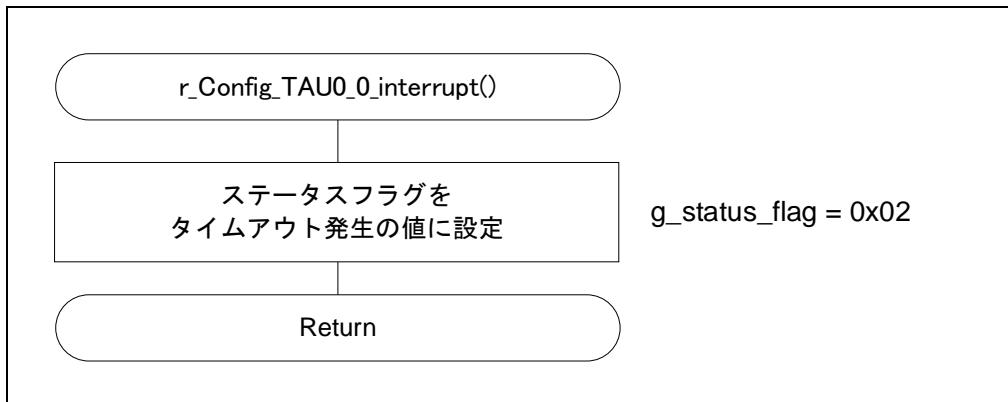 r_Config_TAU0_0_interrupt()
ステータスフラグを
タイムアウト発生の値に設定
g_status_flag = 0x02
Return